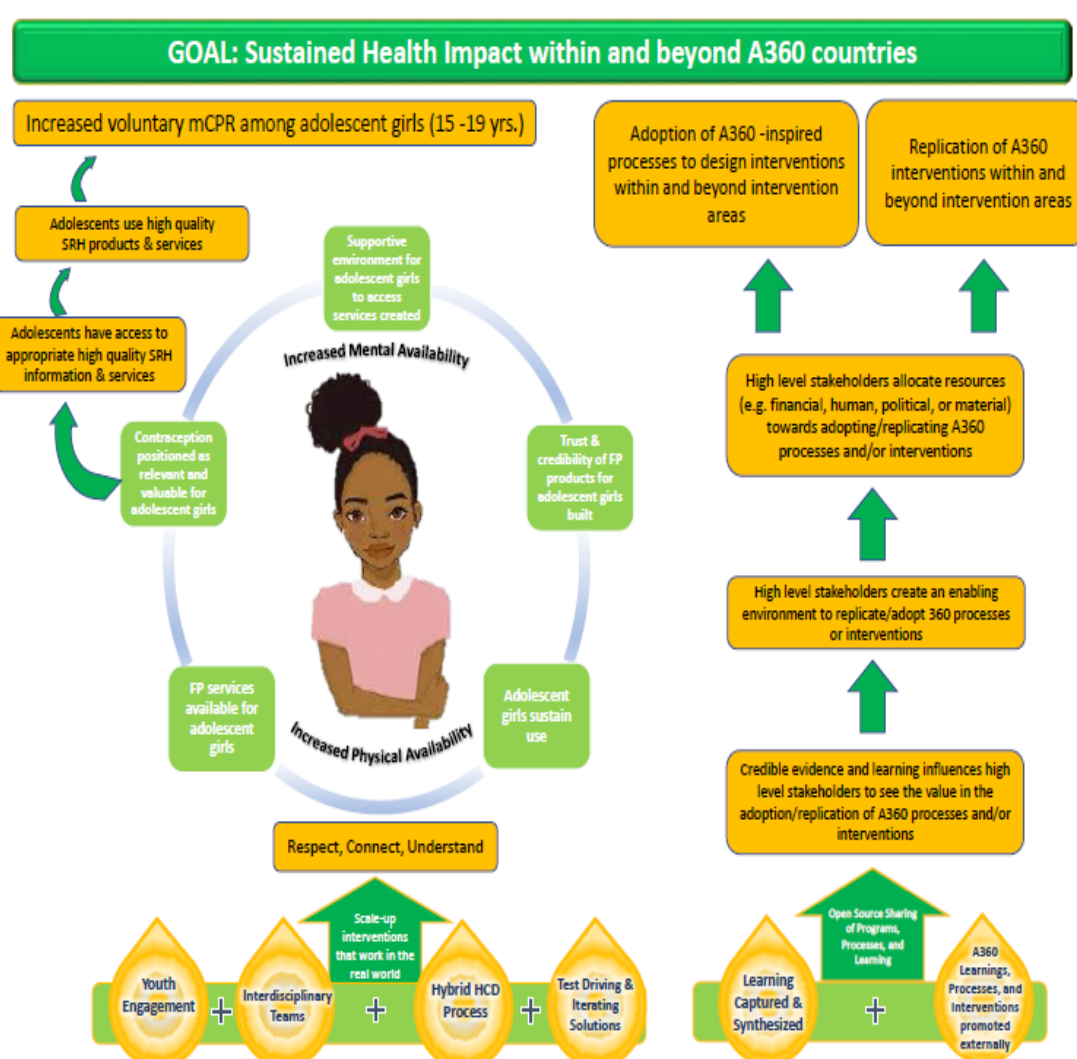 GOAL: Sustained Health Impact within and beyond A360 countries
Increased voluntary mCPR among adolescent girls (15 -19 yrs.)
Adolescents use high quality
SRH products & services
Adolescents have access to
appropriate high quality SRH
information & services
Supportive
environment for
adolescent girls
to access
services created
Increased Mental Availability
Contraception
positioned as
relevant and
valuable for
adolescent girls
Trust &
credibility of FP
products for
adolescent girls
built
FP services
available for
adolescent
girls
Adolescent
girls sustain
use
Increased Physical Availability
Respect, Connect, Understand
Scale-up
interventions
that work in the
real world
Youth
Engagement
+
Interdisciplinary
Teams
+
Hybrid HCD
Process
+
Test Driving &
Iterating
Solutions
Adoption of A360 -inspired
processes to design interventions
within and beyond intervention
areas
Replication of A360
interventions within and
beyond intervention areas
High level stakeholders allocate resources
(e.g. financial, human, political, or material)
towards adopting/replicating A360
processes and/or interventions
High level stakeholders create an enabling
environment to replicate/adopt 360 processes
or interventions
Credible evidence and learning influences high
level stakeholders to see the value in the
adoption/replication of A360 processes and/or
interventions
Open Source Sharing
of Programs,
Processes, and
Learning
Learning
Captured &
Synthesized
+
A360
Learnings,
Processes, and
Interventions
promoted
externally